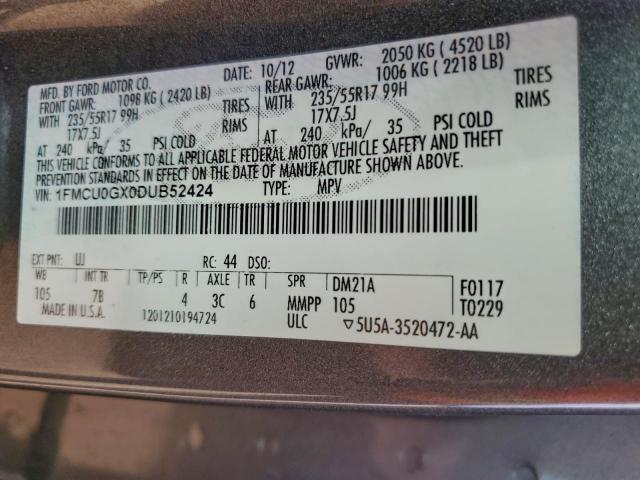 MFD. BY FORD MOTOR CO. DATE: 10/12 GVWR: 2050 KG ( 4520 LB)
FRONT GAWR: 1098 KG ( 2420 LB) REAR GAWR: 1006 KG ( 2218 LB)
WITH 235/55R17 99H TIRES WITH 235/55R17 99H TIRES
17X7.5J RIMS 17X7.5J RIMS
AT 240 kPa/ 35 PSI COLD AT 240 kPa/ 35 PSI COLD
THIS VEHICLE CONFORMS TO ALL APPLICABLE FEDERAL MOTOR VEHICLE SAFETY AND THEFT
PREVENTION STANDARDS IN EFFECT ON THE DATE OF MANUFACTURE SHOWN ABOVE.
VIN: 1FMCU0GX0DUB52424 TYPE: MPV
EXT PNT: UJ RC: 44 DSO:
WB INT TR TP/PS R AXLE TR SPR DM21A F0117
105 7B 4 3C 6 MMPP 105 T0229
MADE IN U.S.A. 1201210194724 ULC ▽5U5A-3520472-AA